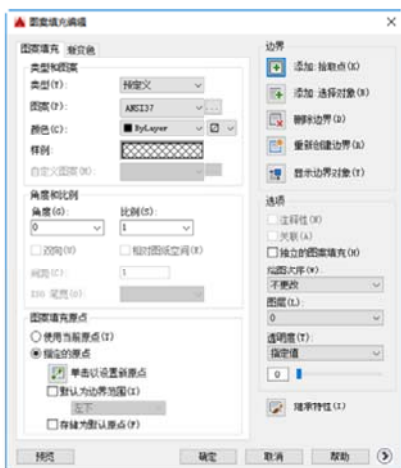 图案填充编辑
图案填充 渐变色
类型和图案
类型(Y): 预定义
图案(P): ANSI37
颜色(C): ByLayer
样例:
自定义图案(M):
角度和比例
角度(G): 比例(S):
0 1
双向(U) 相对图纸空间(E)
间距(C): 1
ISO 笔宽(O):
图案填充原点
使用当前原点(T)
指定的原点
单击以设置新原点
默认为边界范围(X)
左下
存储为默认原点(F)
预览
边界
添加:拾取点(K)
添加:选择对象(B)
删除边界(D)
重新创建边界(R)
显示边界对象(Y)
选项
注释性(N)
关联(A)
独立的图案填充(H)
绘图次序(W):
不更改
图层(L):
0
透明度(T):
指定值
0
继承特性(I)
确定 取消 帮助